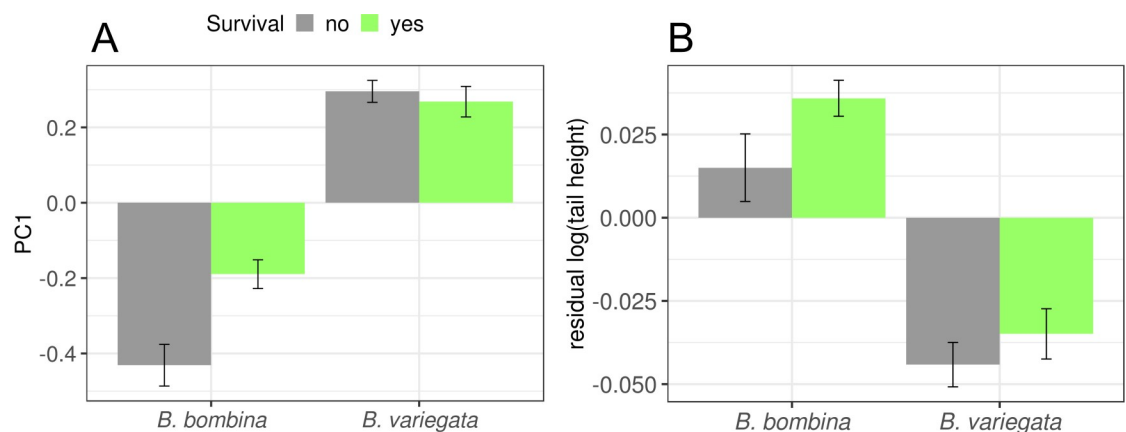 Survival no yes
A
B
0.2
0.0
-0.2
-0.4
PC1
B. bombina B. variegata
0.025
0.000
-0.025
-0.050
residual log(tail height)
B. bombina B. variegata